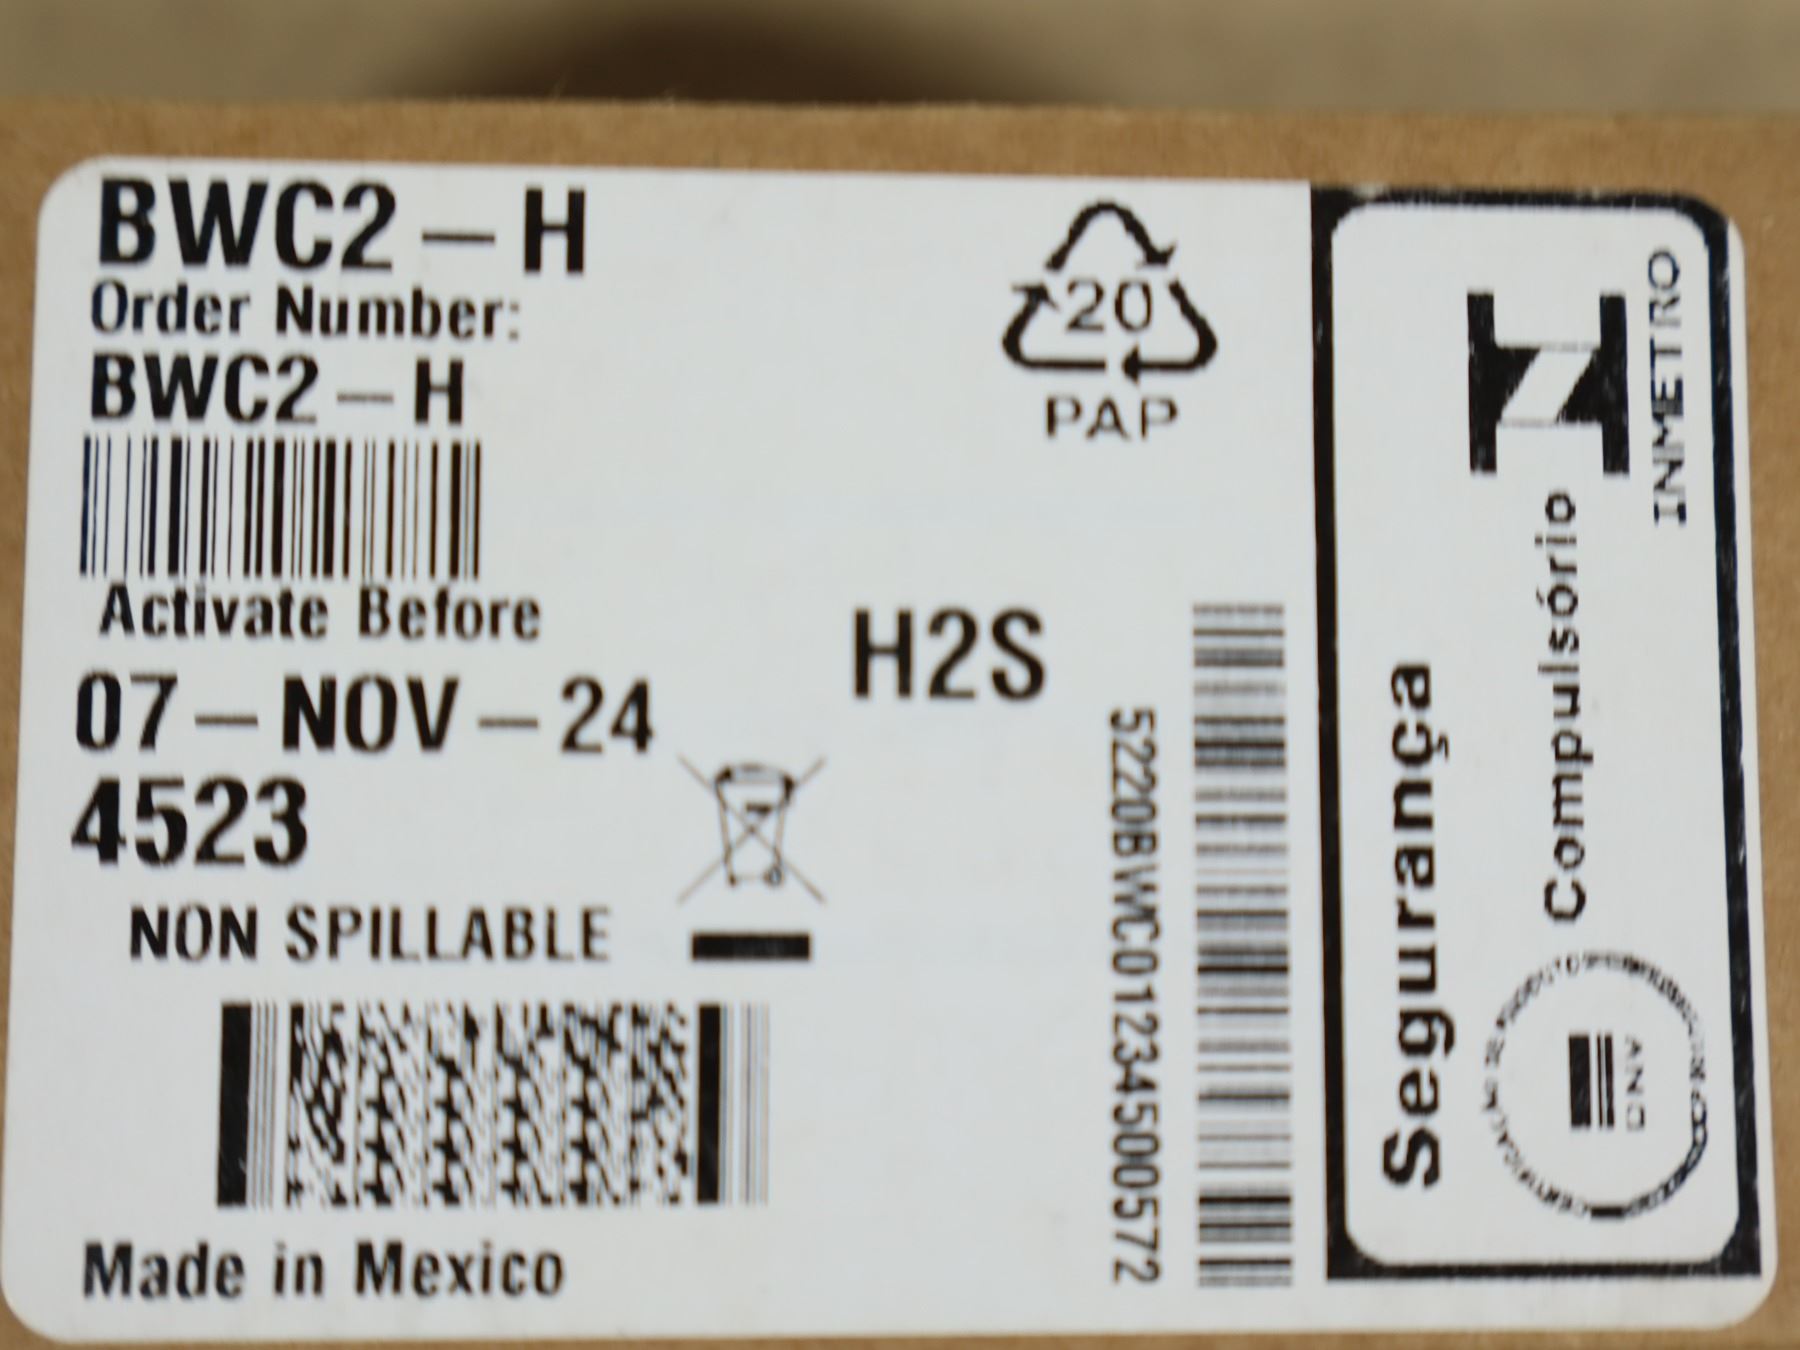 BWC2-H
Order Number:
BWC2-H
Activate Before
07-NOV-24
4523
NON SPILLABLE
Made in Mexico
20
PAP
H2S
5220BWC01234500572
Segurança
Compulsório
INMETRO